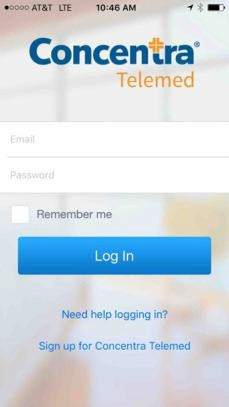 AT&T LTE 10:46 AM
Concentra®
Telemed
Email
Password
Remember me
Log In
Need help logging in?
Sign up for Concentra Telemed